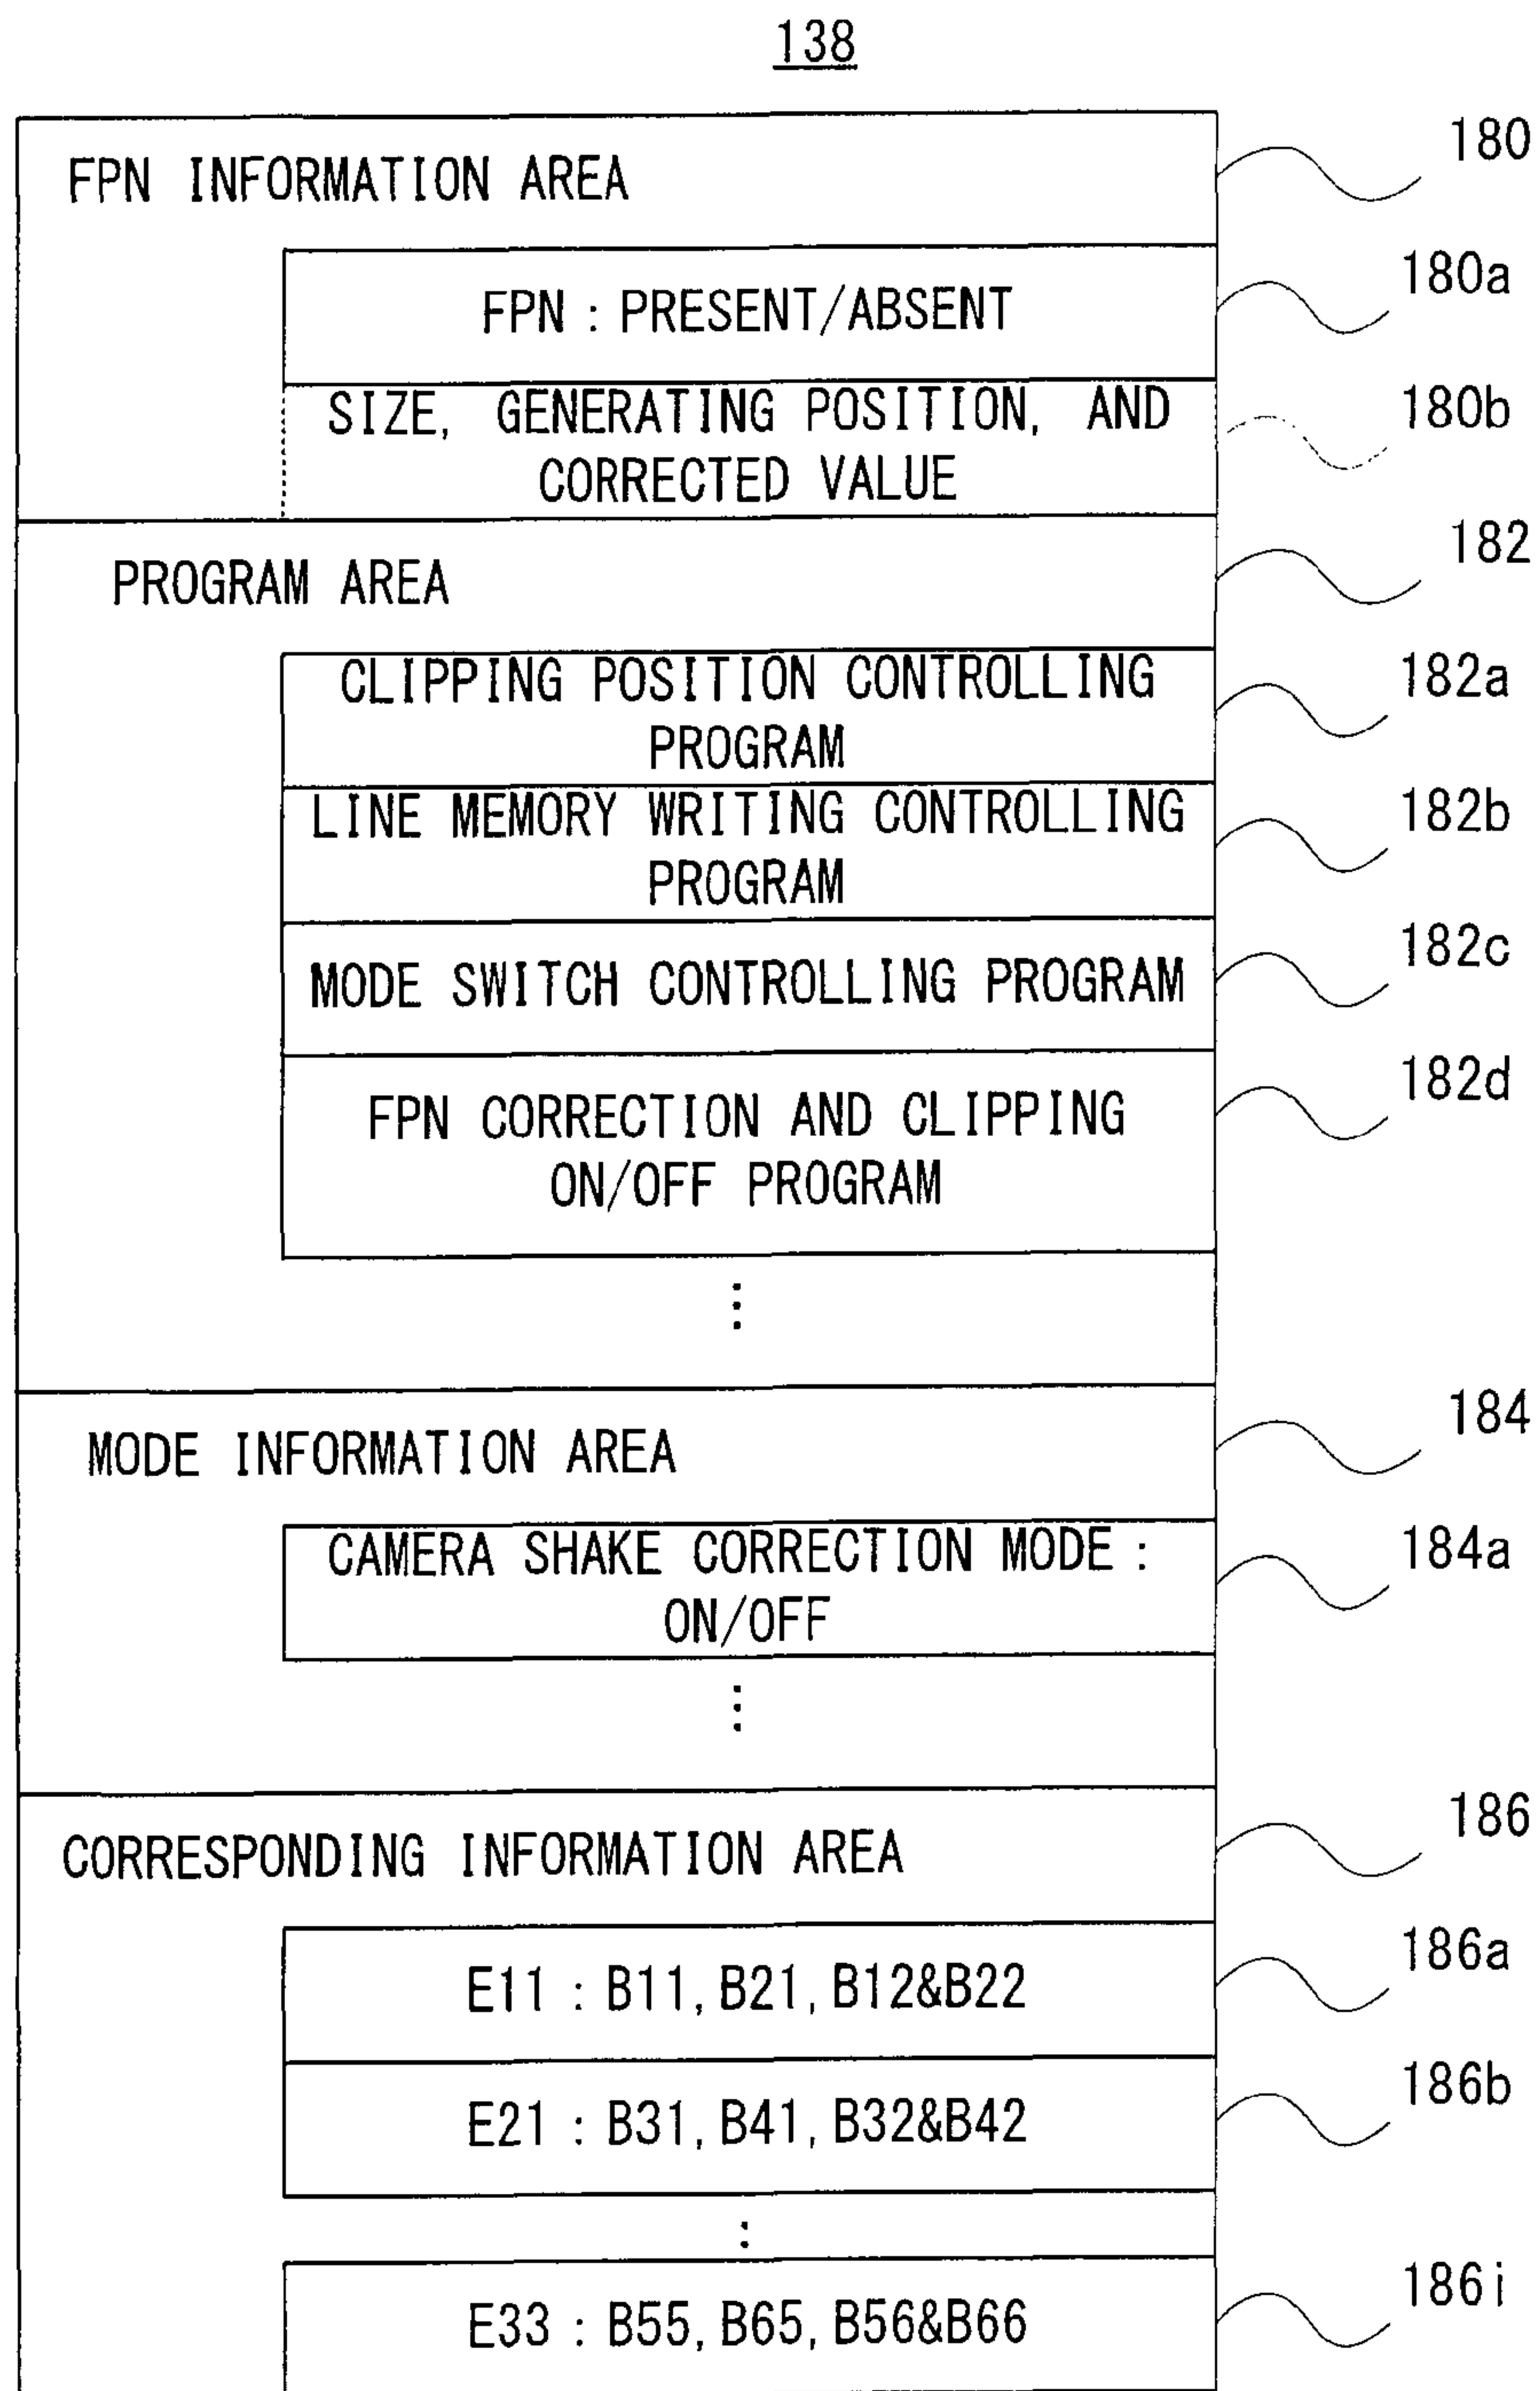 138
FPN INFORMATION AREA
180
FPN : PRESENT/ABSENT
180a
SIZE, GENERATING POSITION, AND
CORRECTED VALUE
180b
PROGRAM AREA
182
CLIPPING POSITION CONTROLLING
PROGRAM
182a
LINE MEMORY WRITING CONTROLLING
PROGRAM
182b
MODE SWITCH CONTROLLING PROGRAM
182c
FPN CORRECTION AND CLIPPING
ON/OFF PROGRAM
182d
MODE INFORMATION AREA
184
CAMERA SHAKE CORRECTION MODE :
ON/OFF
184a
CORRESPONDING INFORMATION AREA
186
E11 : B11, B21, B12&B22
186a
E21 : B31, B41, B32&B42
186b
E33 : B55, B65, B56&B66
186i